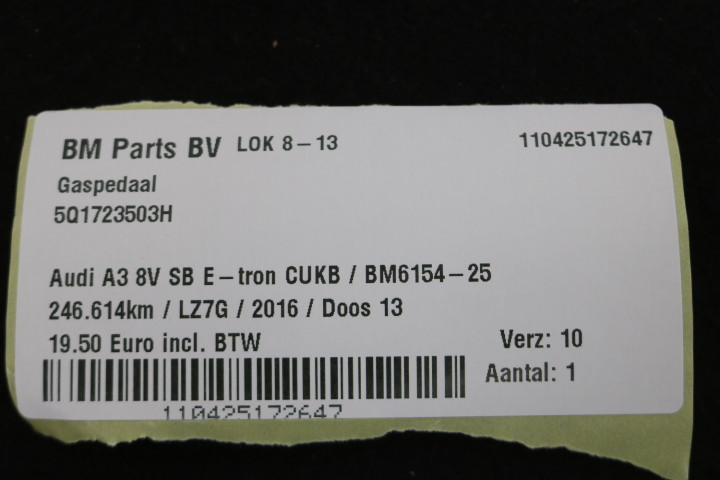 BM Parts BV LOK 8-13 110425172647
Gaspedaal
5Q1723503H
Audi A3 8V SB E-tron CUKB / BM6154-25
246.614km / LZ7G / 2016 / Doos 13
19.50 Euro incl. BTW Verz: 10
Aantal: 1
110425172647